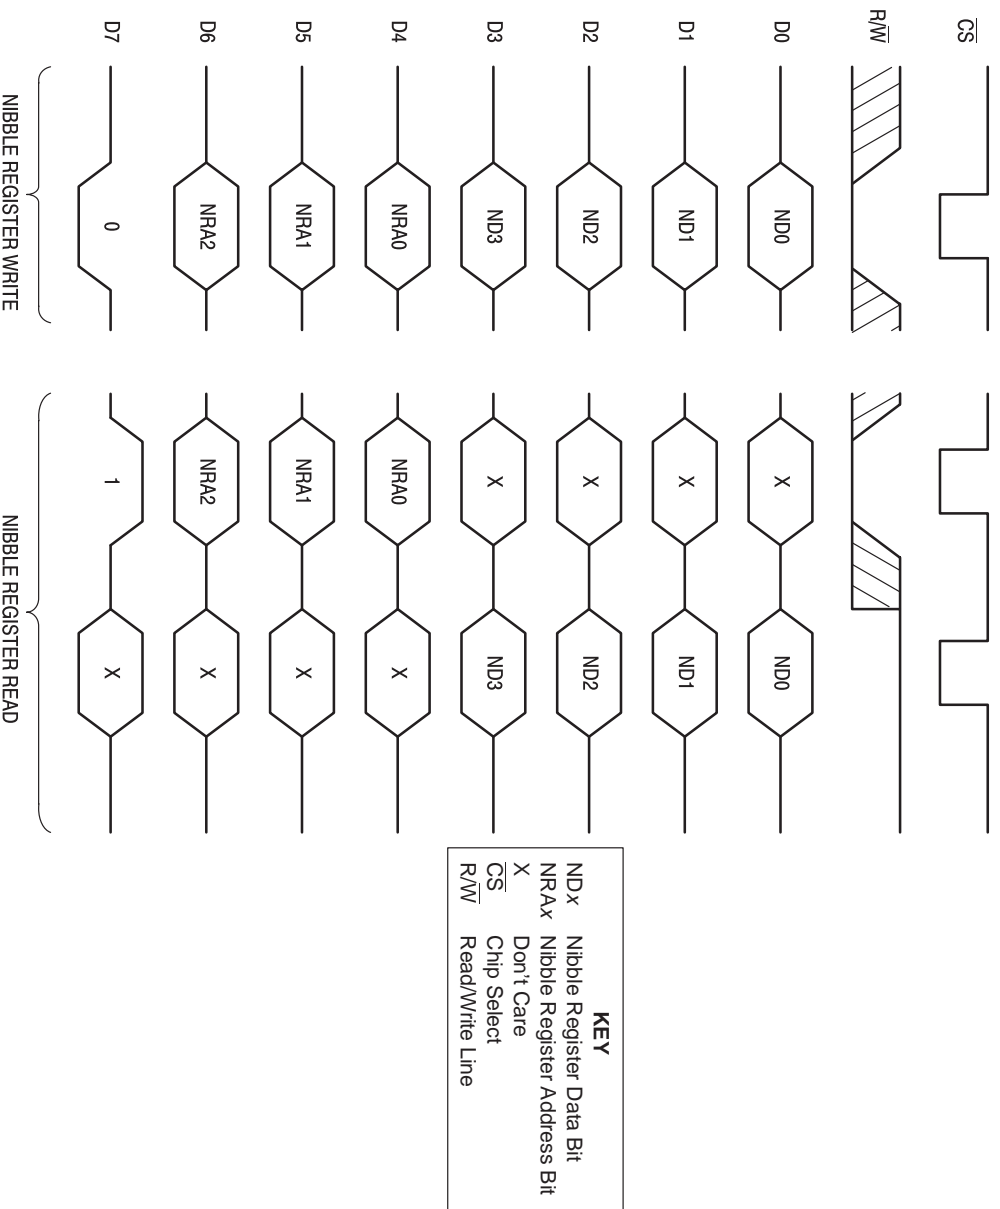 C̅S̅
R/W̅
D0 ND0 X ND0
D1 ND1 X ND1
D2 ND2 X ND2
D3 ND3 X ND3
D4 NRA0 NRA0 X
D5 NRA1 NRA1 X
D6 NRA2 NRA2 X
D7 0 1 X
NIBBLE REGISTER WRITE
NIBBLE REGISTER READ
KEY
NDx Nibble Register Data Bit
NRAx Nibble Register Address Bit
X Don't Care
C̅S̅ Chip Select
R/W̅ Read/Write Line